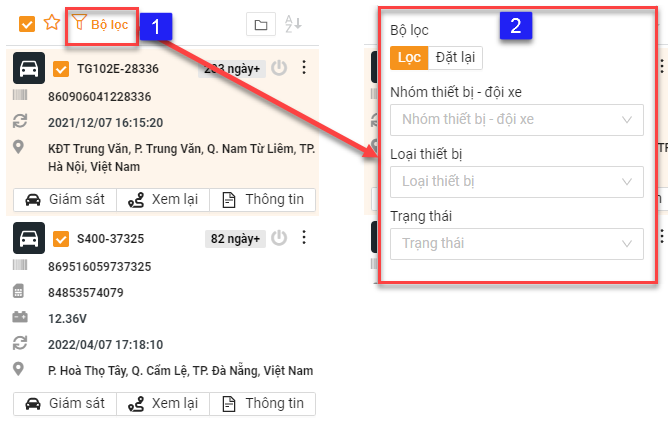 Bộ lọc
1
TG102E-28336
203 ngày+
860906041228336
2021/12/07 16:15:20
KĐT Trung Văn, P. Trung Văn, Q. Nam Từ Liêm, TP.
Hà Nội, Việt Nam
Giám sát
Xem lại
Thông tin
S400-37325
82 ngày+
869516059737325
84853574079
12.36V
2022/04/07 17:18:10
P. Hoà Thọ Tây, Q. Cẩm Lệ, TP. Đà Nẵng, Việt Nam
Giám sát
Xem lại
Thông tin
2
Bộ lọc
Lọc
Đặt lại
Nhóm thiết bị - đội xe
Nhóm thiết bị - đội xe
Loại thiết bị
Loại thiết bị
Trạng thái
Trạng thái